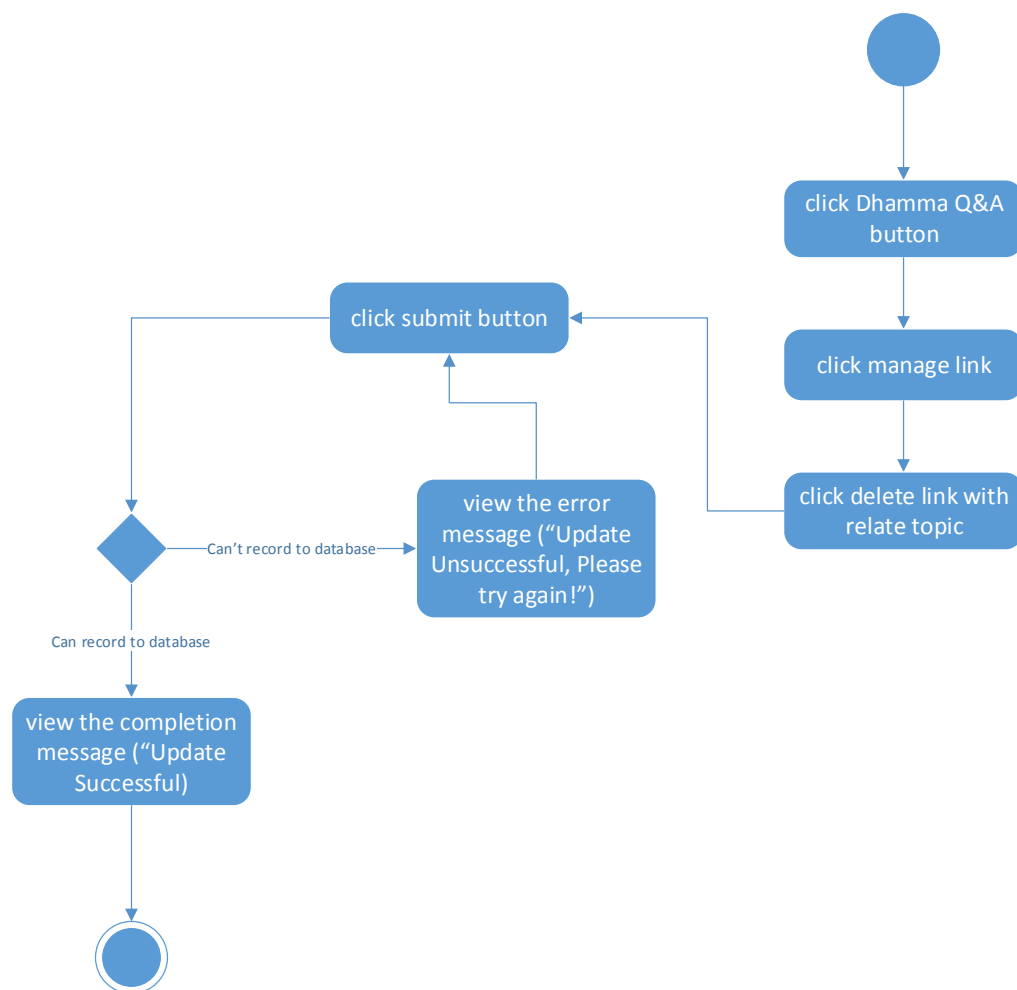 click Dhamma Q&A
button
click manage link
click delete link with
relate topic
click submit button
view the error
message (“Update
Unsuccessful, Please
try again!”)
Can’t record to database
Can record to database
view the completion
message (“Update
Successful)